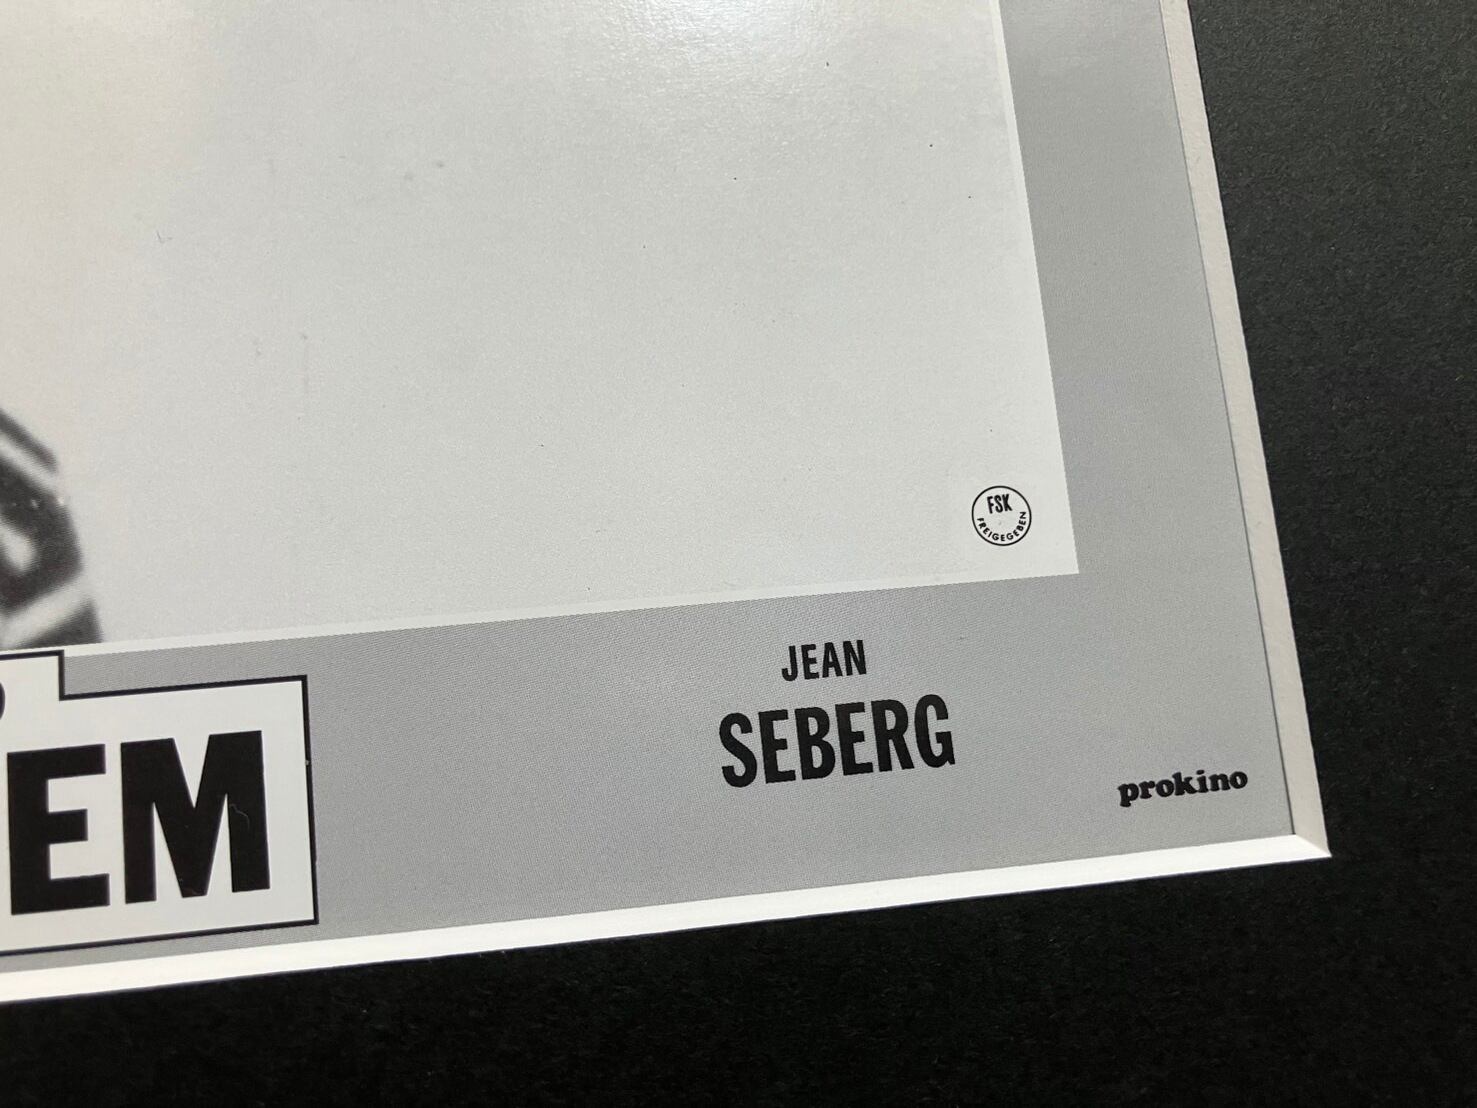 FSK
FREIGEGEBEN
JEAN
SEBERG
EM
prokino